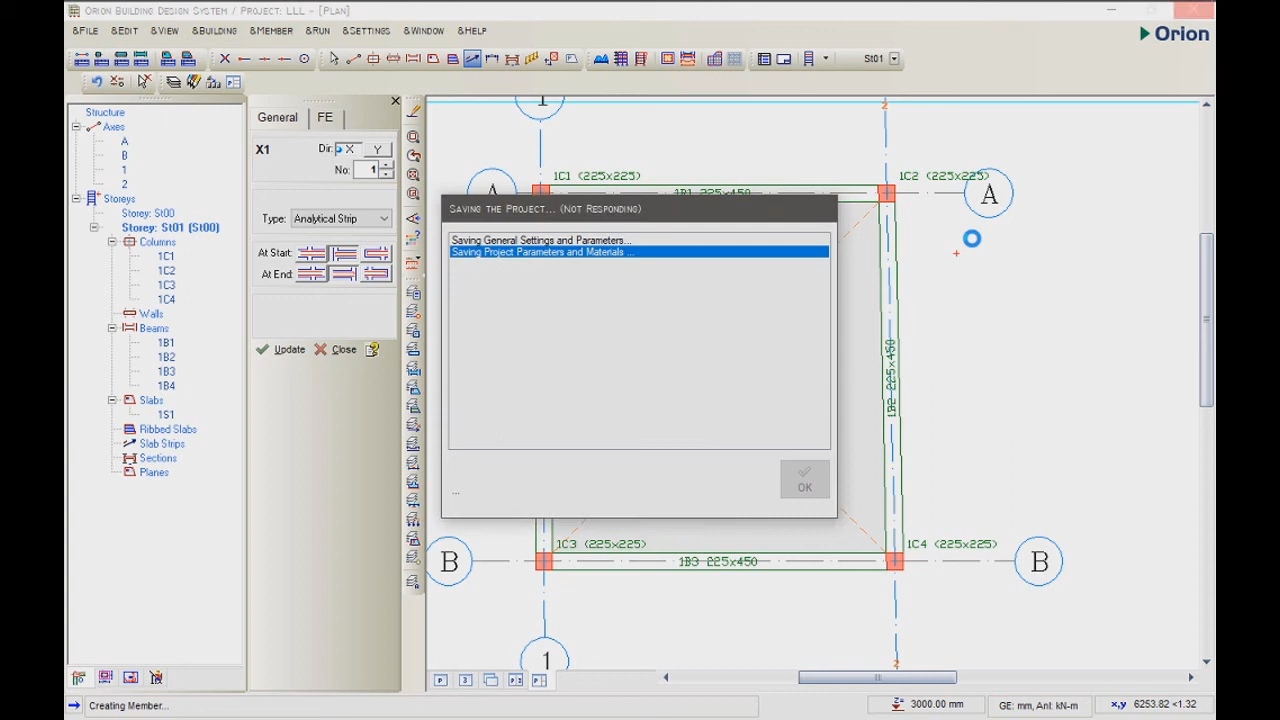 ORION BUILDING DESIGN SYSTEM / PROJECT: LLL - [PLAN]
&FILE &EDIT &VIEW &BUILDING &MEMBER &RUN &SETTINGS &WINDOW &HELP
Orion
St01
Structure
Axes
A
B
1
2
Storeys
Storey: St00
Storey: St01 (St00)
Columns
1C1
1C2
1C3
1C4
Walls
Beams
1B1
1B2
1B3
1B4
Slabs
1S1
Ribbed Slabs
Slab Strips
Sections
Planes
General FE
X1
Dir: X Y
No: 1
Type: Analytical Strip
At Start:
At End:
Update Close
1
2
1C1 (225x225)
1C2 (225x225)
A
A
1B1 225x450
SAVING THE PROJECT... (NOT RESPONDING)
Saving General Settings and Parameters...
Saving Project Parameters and Materials ...
...
OK
1B2 225x450
1C3 (225x225)
1C4 (225x225)
B
1B3 225x450
B
1
2
Creating Member...
Z= 3000.00 mm
GE: mm, Anl: kN-m
x,y 6253.82 <1.32